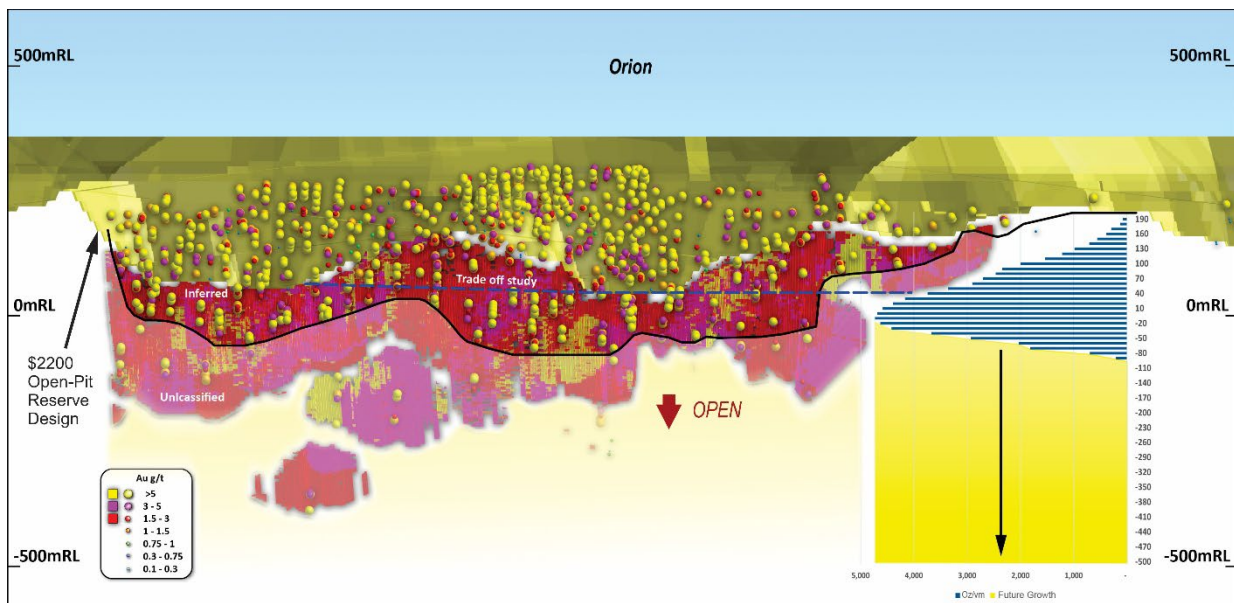 500mRL
Orion
500mRL
Inferred
Trade off study
0mRL
0mRL
$2200
Open-Pit
Reserve
Design
Unlcassified
OPEN
Au g/t
>5
3 - 5
1.5 - 3
1 - 1.5
0.75 - 1
0.3 - 0.75
0.1 - 0.3
-500mRL
-500mRL
190
160
130
100
70
40
10
-20
-50
-80
-110
-140
-170
-200
-230
-260
-290
-320
-350
-380
-410
-440
-470
-500
5,000
4,000
3,000
2,000
1,000
-
Oz/vm
Future Growth